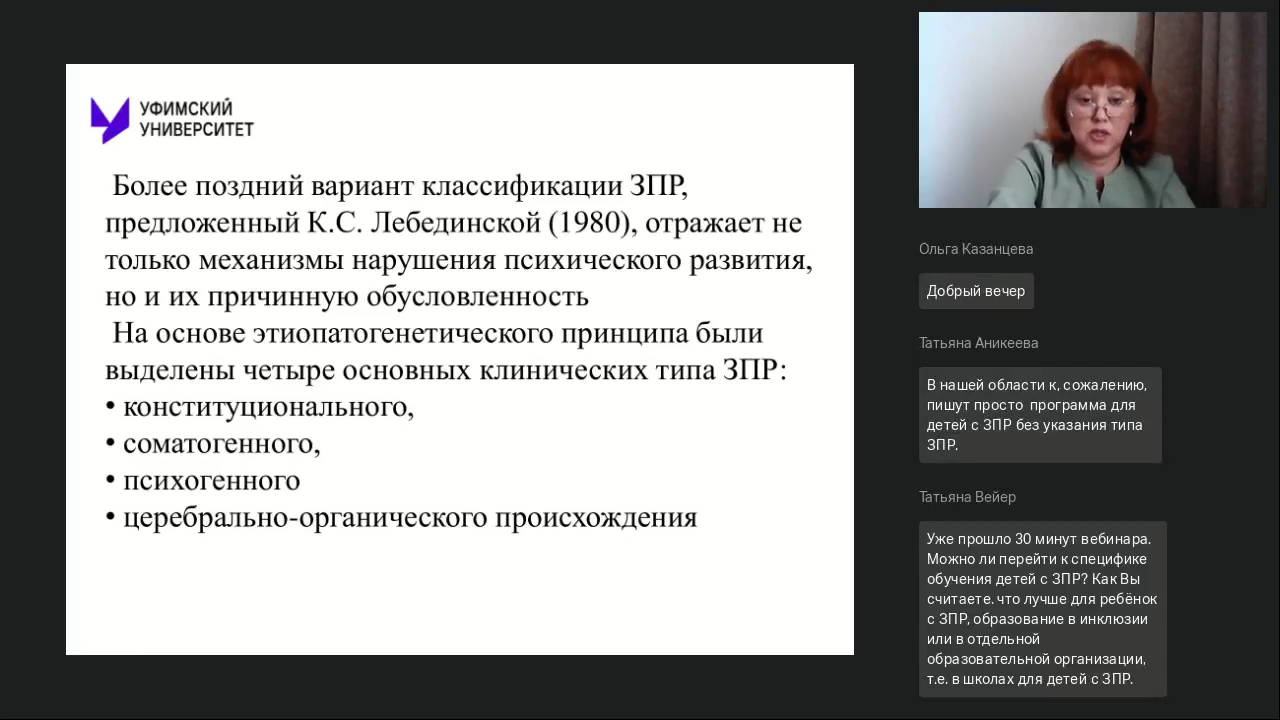 УФИМСКИЙ
УНИВЕРСИТЕТ
Более поздний вариант классификации ЗПР,
предложенный К.С. Лебединской (1980), отражает не
только механизмы нарушения психического развития,
но и их причинную обусловленность
На основе этиопатогенетического принципа были
выделены четыре основных клинических типа ЗПР:
• конституционального,
• соматогенного,
• психогенного
• церебрально-органического происхождения
Ольга Казанцева
Добрый вечер
Татьяна Аникеева
В нашей области к, сожалению,
пишут просто программа для
детей с ЗПР без указания типа
ЗПР.
Татьяна Вейер
Уже прошло 30 минут вебинара.
Можно ли перейти к специфике
обучения детей с ЗПР? Как Вы
считаете. что лучше для ребёнок
с ЗПР, образование в инклюзии
или в отдельной
образовательной организации,
т.е. в школах для детей с ЗПР.